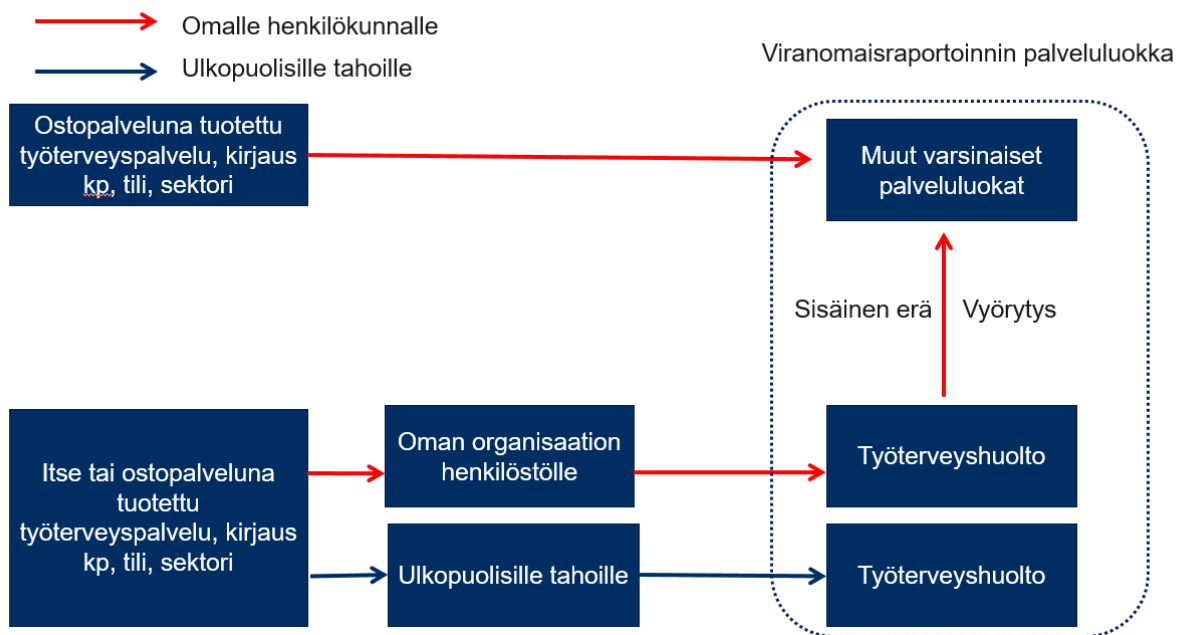 Omalle henkilökunnalle
Ulkopuolisille tahoille
Viranomaisraportoinnin palveluluokka
Ostopalveluna tuotettu
työterveyspalvelu, kirjaus
kp, tili, sektori
Muut varsinaiset
palveluluokat
Sisäinen erä
Vyörytys
Itse tai ostopalveluna
tuotettu
työterveyspalvelu, kirjaus
kp, tili, sektori
Oman organisaation
henkilöstölle
Työterveyshuolto
Ulkopuolisille tahoille
Työterveyshuolto